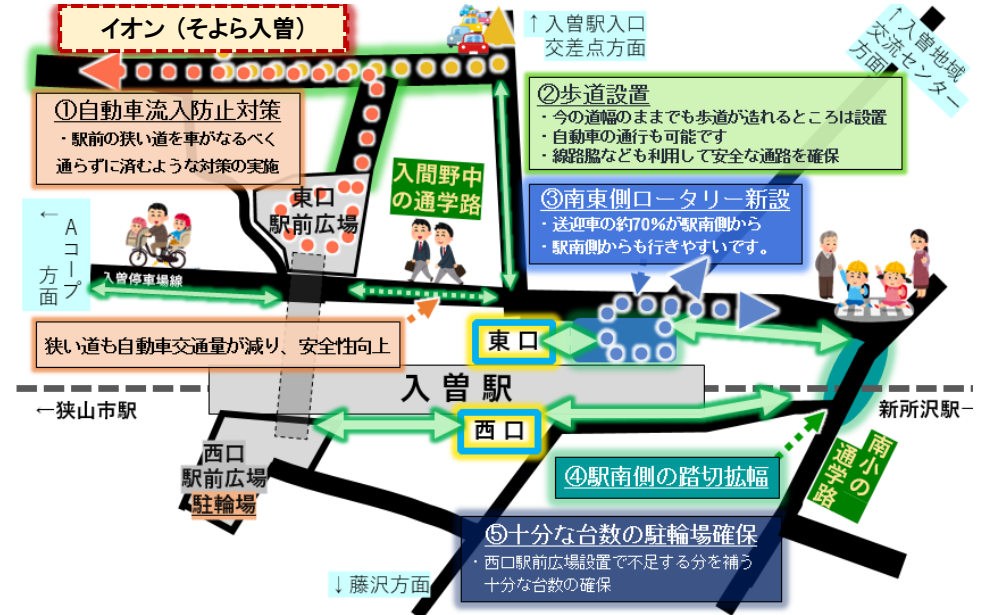 イオン（そよら入曽）
↑入曽駅入口
交差点方面
↑入曽地域
交流センター
方面
①自動車流入防止対策
・駅前の狭い道を車がなるべく
通らずに済むような対策の実施
②歩道設置
・今の道幅のままでも歩道が造れるところは設置
・自動車の通行も可能です
・線路脇なども利用して安全な通路を確保
入間野中
の通学路
東口
駅前広場
③南東側ロータリー新設
・送迎車の約70%が駅南側から
・駅南側からも行きやすいです。
←Aコープ
方面
入曽停車場線
狭い道も自動車交通量が減り、安全性向上
東口
入曽駅
←狭山市駅
新所沢駅→
西口
西口
駅前広場
駐輪場
④駅南側の踏切拡幅
南小の
通学路
⑤十分な台数の駐輪場確保
・西口駅前広場設置で不足する分を補う
十分な台数の確保
↓藤沢方面